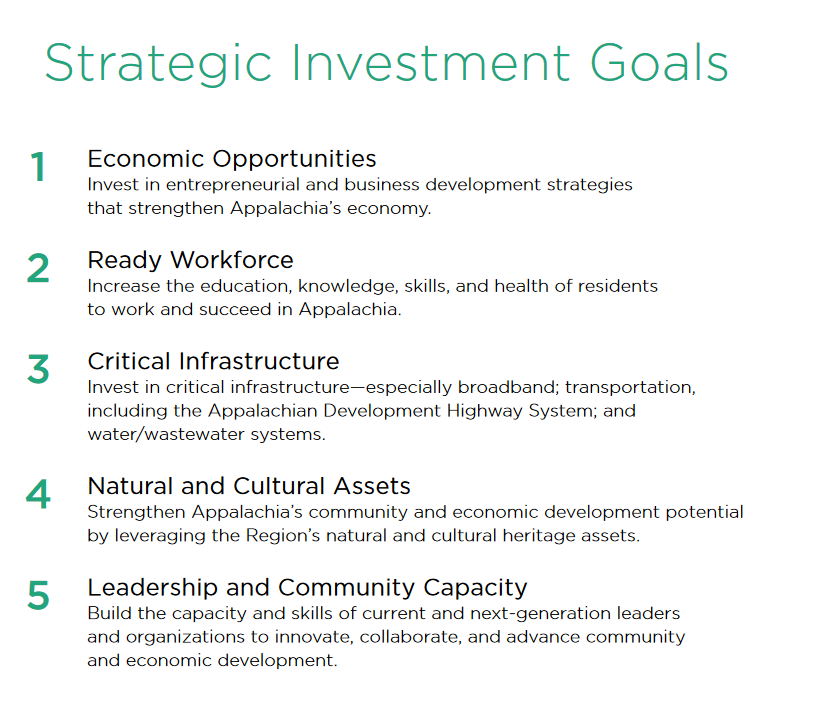 Strategic Investment Goals
1 Economic Opportunities
Invest in entrepreneurial and business development strategies
that strengthen Appalachia’s economy.
2 Ready Workforce
Increase the education, knowledge, skills, and health of residents
to work and succeed in Appalachia.
3 Critical Infrastructure
Invest in critical infrastructure—especially broadband; transportation,
including the Appalachian Development Highway System; and
water/wastewater systems.
4 Natural and Cultural Assets
Strengthen Appalachia’s community and economic development potential
by leveraging the Region’s natural and cultural heritage assets.
5 Leadership and Community Capacity
Build the capacity and skills of current and next-generation leaders
and organizations to innovate, collaborate, and advance community
and economic development.